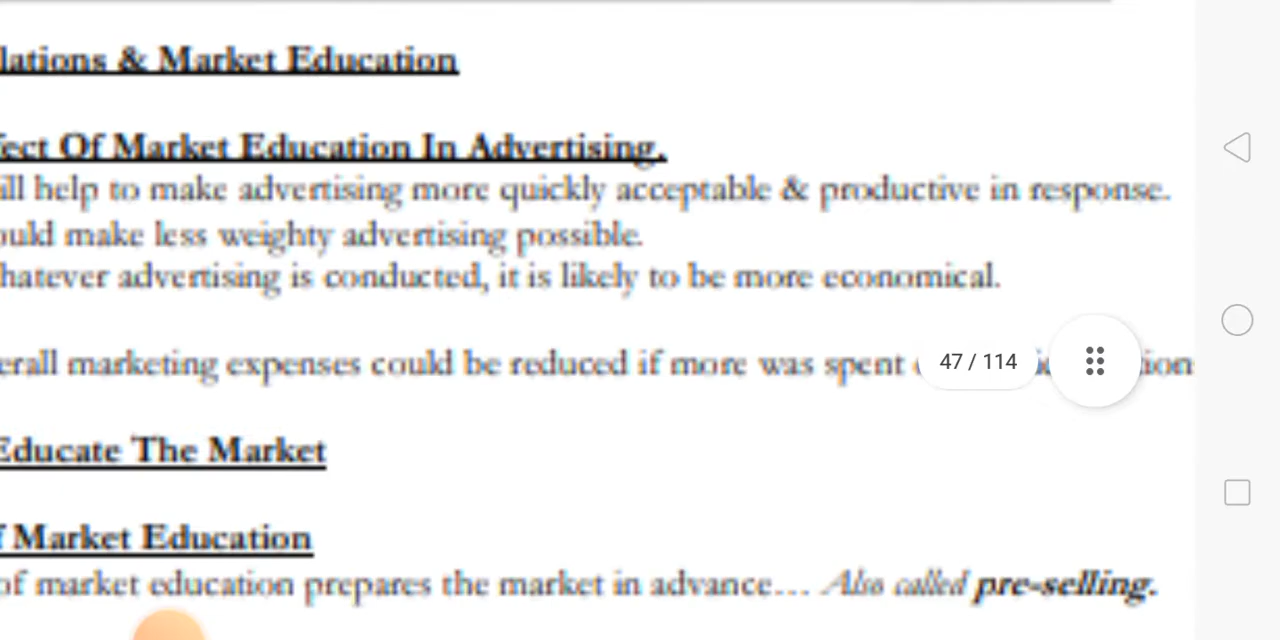 lations & Market Education
fect Of Market Education In Advertising.
ill help to make advertising more quickly acceptable & productive in response.
ould make less weighty advertising possible.
hatever advertising is conducted, it is likely to be more economical.
erall marketing expenses could be reduced if more was spent
47 / 114
Educate The Market
f Market Education
of market education prepares the market in advance... Also called pre-selling.